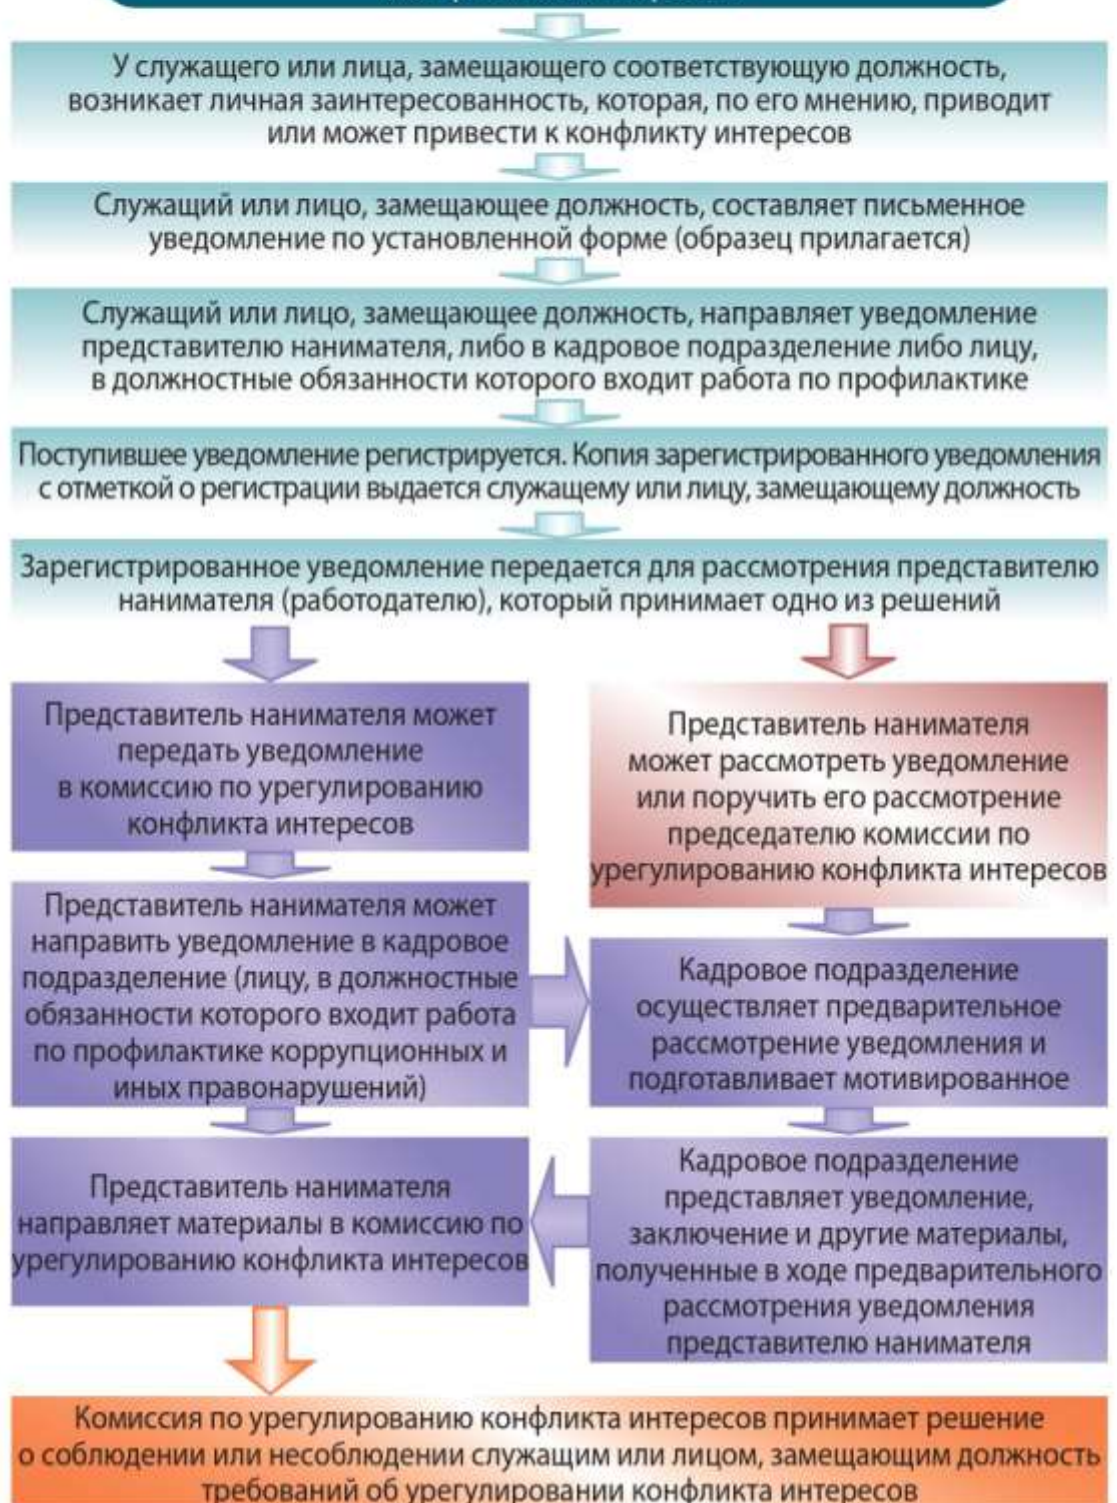 У служащего или лица, замещающего соответствующую должность,
возникает личная заинтересованность, которая, по его мнению, приводит
или может привести к конфликту интересов
Служащий или лицо, замещающее должность, составляет письменное
уведомление по установленной форме (образец прилагается)
Служащий или лицо, замещающее должность, направляет уведомление
представителю нанимателя, либо в кадровое подразделение либо лицу,
в должностные обязанности которого входит работа по профилактике
Поступившее уведомление регистрируется. Копия зарегистрированного уведомления
с отметкой о регистрации выдается служащему или лицу, замещающему должность
Зарегистрированное уведомление передается для рассмотрения представителю
нанимателя (работодателю), который принимает одно из решений
Представитель нанимателя может
передать уведомление
в комиссию по урегулированию
конфликта интересов
Представитель нанимателя
может рассмотреть уведомление
или поручить его рассмотрение
председателю комиссии по
урегулированию конфликта интересов
Представитель нанимателя может
направить уведомление в кадровое
подразделение (лицу, в должностные
обязанности которого входит работа
по профилактике коррупционных и
иных правонарушений)
Кадровое подразделение
осуществляет предварительное
рассмотрение уведомления и
подготавливает мотивированное
Представитель нанимателя
направляет материалы в комиссию по
урегулированию конфликта интересов
Кадровое подразделение
представляет уведомление,
заключение и другие материалы,
полученные в ходе предварительного
рассмотрения уведомления
представителю нанимателя
Комиссия по урегулированию конфликта интересов принимает решение
о соблюдении или несоблюдении служащим или лицом, замещающим должность
требований об урегулировании конфликта интересов